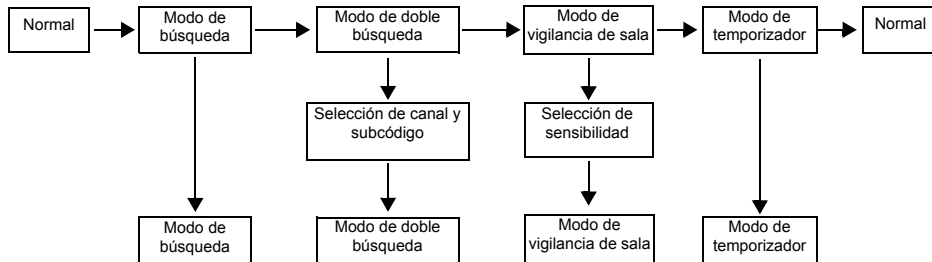 Normal
Modo de
búsqueda
Modo de doble
búsqueda
Modo de
vigilancia de sala
Modo de
temporizador
Normal
Selección de canal y
subcódigo
Selección de
sensibilidad
Modo de
búsqueda
Modo de doble
búsqueda
Modo de
vigilancia de sala
Modo de
temporizador